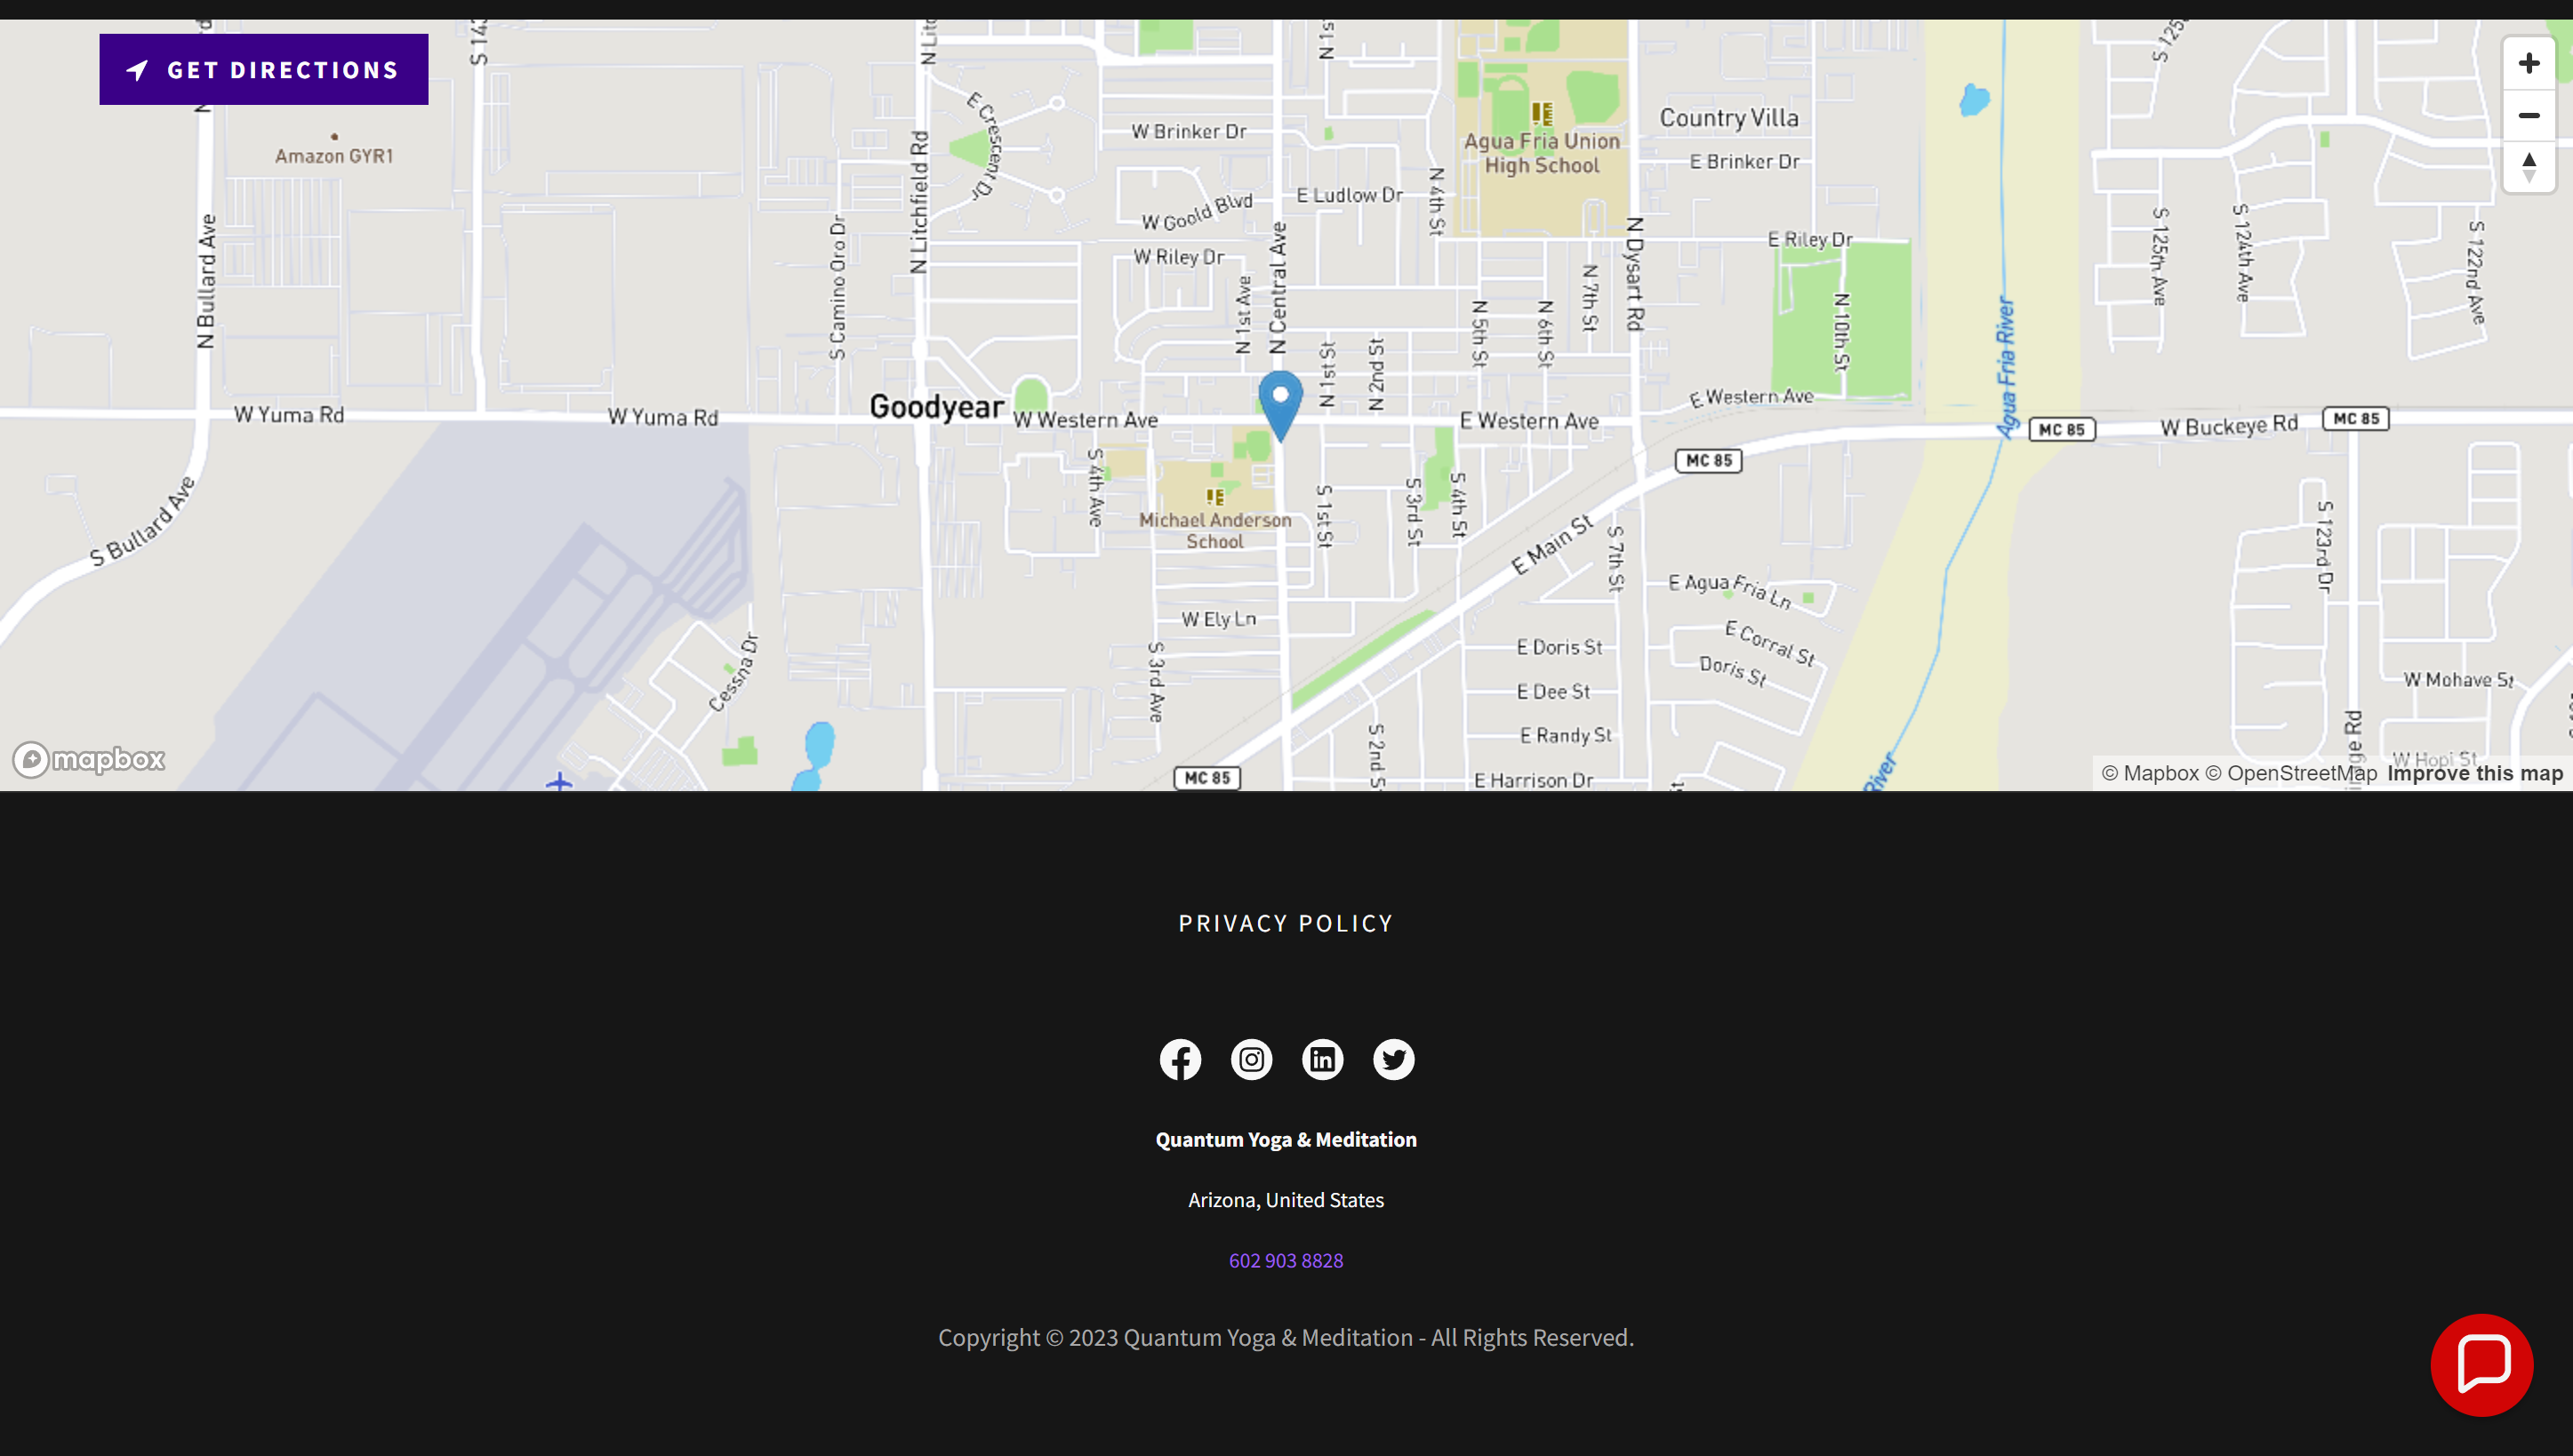 GET DIRECTIONS
Amazon GYR1
N Bullard Ave
S Bullard Ave
W Yuma Rd
W Yuma Rd
S Camino Oro Dr
N Litchfield Rd
E Crescent Dr
Goodyear
W Western Ave
W Brinker Dr
W Goold Blvd
W Riley Dr
N 1st Ave
N Central Ave
E Ludlow Dr
N 4th St
Agua Fria Union
High School
Country Villa
E Brinker Dr
E Riley Dr
N Dysart Rd
N 1st St
N 2nd St
N 5th St
N 6th St
N 7th St
N 10th St
E Western Ave
E Western Ave
Agua Fria River
MC 85
MC 85
MC 85
MC 85
W Buckeye Rd
S 125th Ave
S 124th Ave
S 122nd Ave
S 123rd Dr
S 4th Ave
Michael Anderson
School
S 1st St
S 3rd St
S 4th St
E Main St
S 7th St
E Agua Fria Ln
E Corral St
Doris St
E Doris St
E Dee St
E Randy St
E Harrison Dr
W Ely Ln
S 3rd Ave
S 2nd S
Cessna Dr
River
W Mohave St
W Hopi St
mapbox
© Mapbox © OpenStreetMap Improve this map
PRIVACY POLICY
Quantum Yoga & Meditation
Arizona, United States
602 903 8828
Copyright © 2023 Quantum Yoga & Meditation - All Rights Reserved.